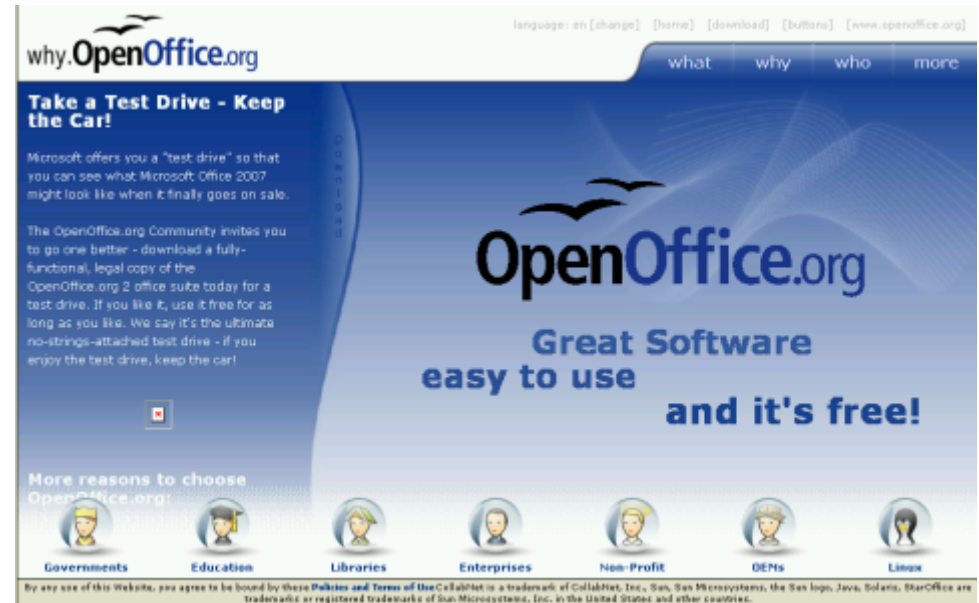 language: en [change] [home] [download] [buttons] [www.openoffice.org]
why.OpenOffice.org
what why who more
Take a Test Drive - Keep
the Car!
Microsoft offers you a "test drive" so that
you can see what Microsoft Office 2007
might look like when it finally goes on sale.
The OpenOffice.org Community invites you
to go one better - download a fully-
functional, legal copy of the
OpenOffice.org 2 office suite today for a
test drive. If you like it, use it free for as
long as you like. We say it's the ultimate
no-strings-attached test drive - if you
enjoy the test drive, keep the car!
More reasons to choose
OpenOffice.org:
Download
OpenOffice.org
Great Software
easy to use
and it's free!
Governments Education Libraries Enterprises Non-Profit OEMs Linux
By any use of this Website, you agree to be bound by these Policies and Terms of Use CollabNet is a trademark of CollabNet, Inc., Sun, Sun Microsystems, the Sun logo, Java, Solaris, StarOffice are
trademarks or registered trademarks of Sun Microsystems, Inc. in the United States and other countries.